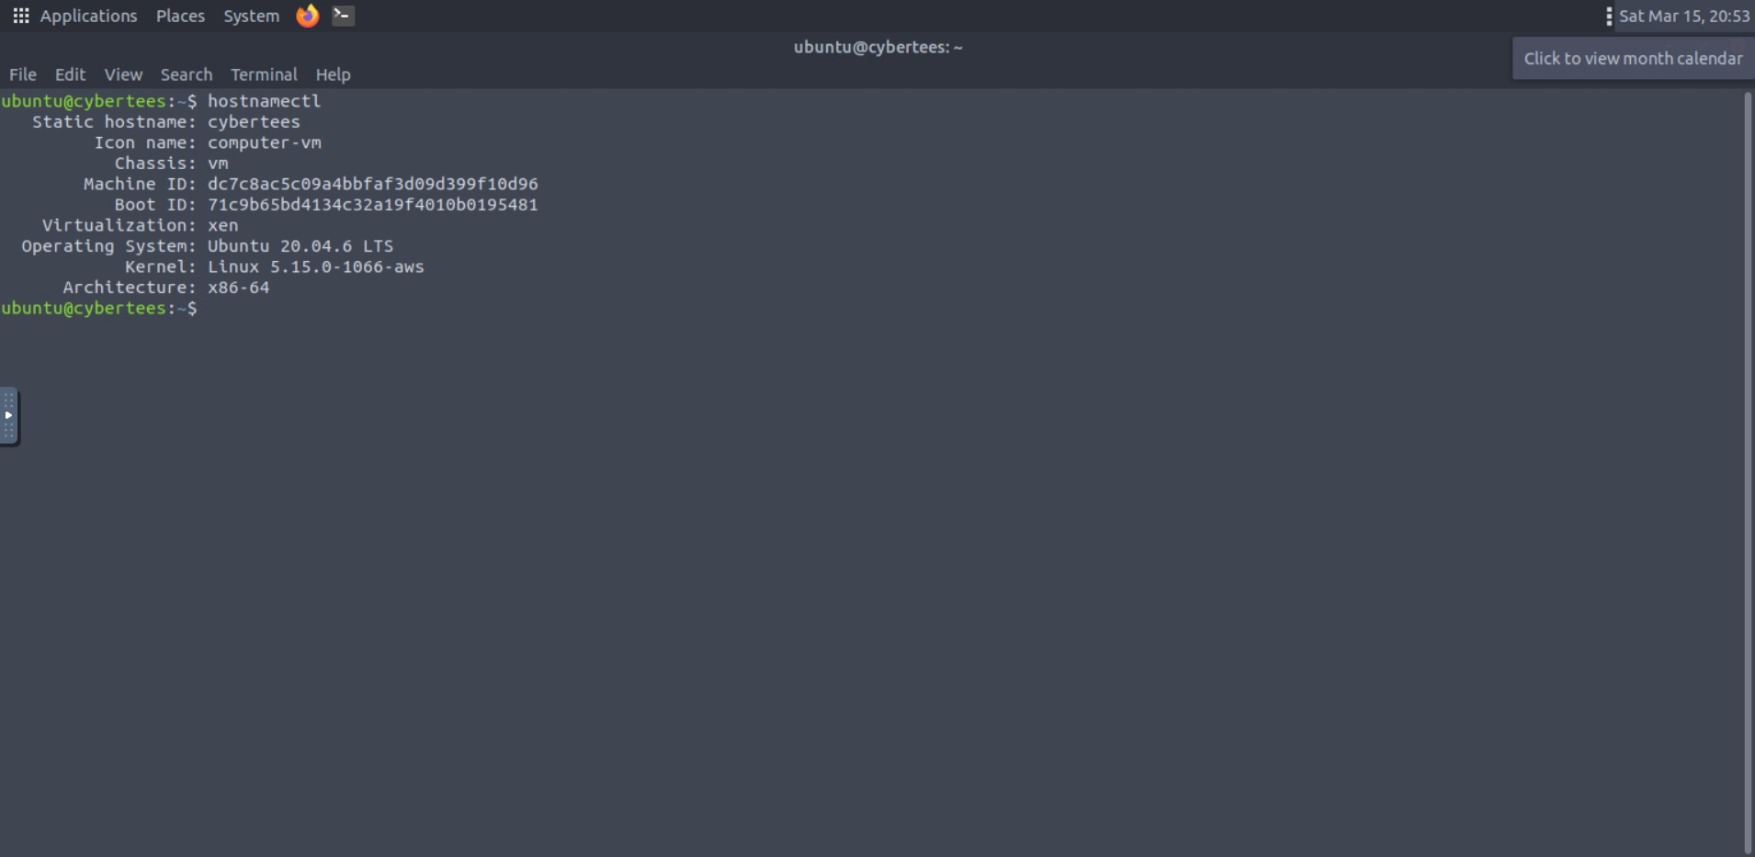 Applications Places System Sat Mar 15, 20:53
ubuntu@cybertees: ~
Click to view month calendar
File Edit View Search Terminal Help
ubuntu@cybertees:~$ hostnamectl
Static hostname: cybertees
Icon name: computer-vm
Chassis: vm
Machine ID: dc7c8ac5c09a4bbfaf3d09d399f10d96
Boot ID: 71c9b65bd4134c32a19f4010b0195481
Virtualization: xen
Operating System: Ubuntu 20.04.6 LTS
Kernel: Linux 5.15.0-1066-aws
Architecture: x86-64
ubuntu@cybertees:~$